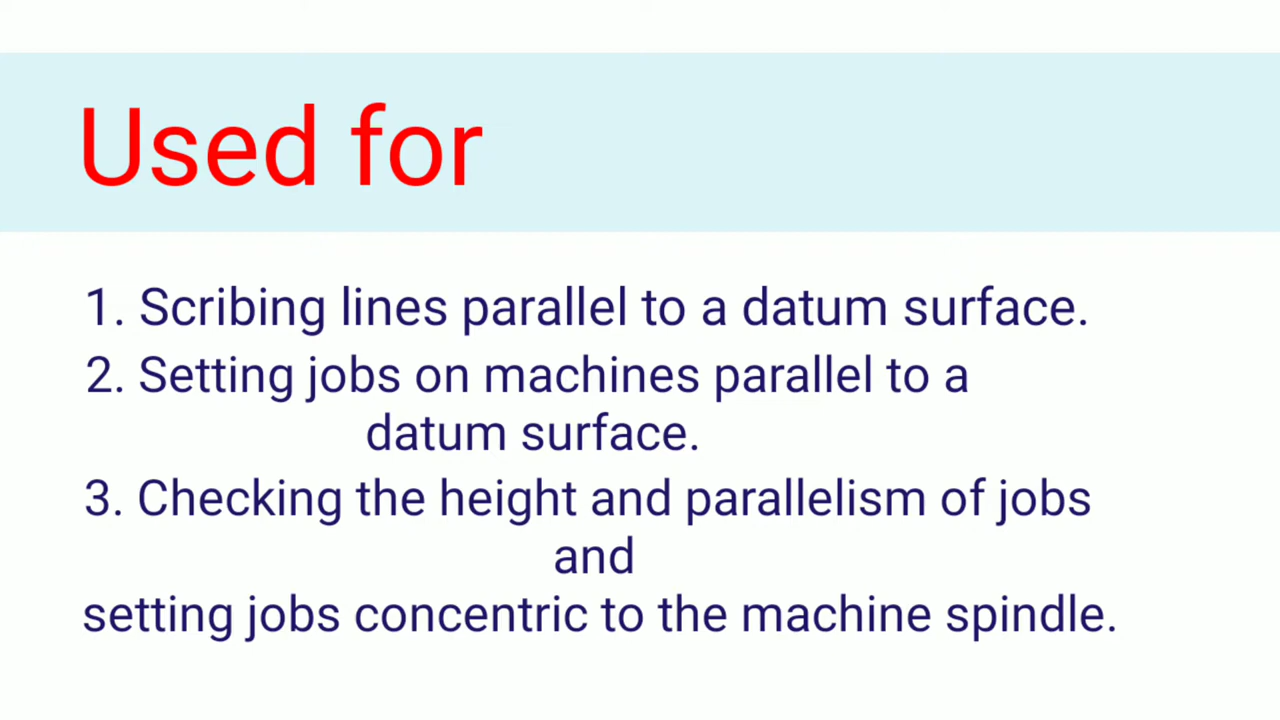 Used for
1. Scribing lines parallel to a datum surface.
2. Setting jobs on machines parallel to a
datum surface.
3. Checking the height and parallelism of jobs
and
setting jobs concentric to the machine spindle.